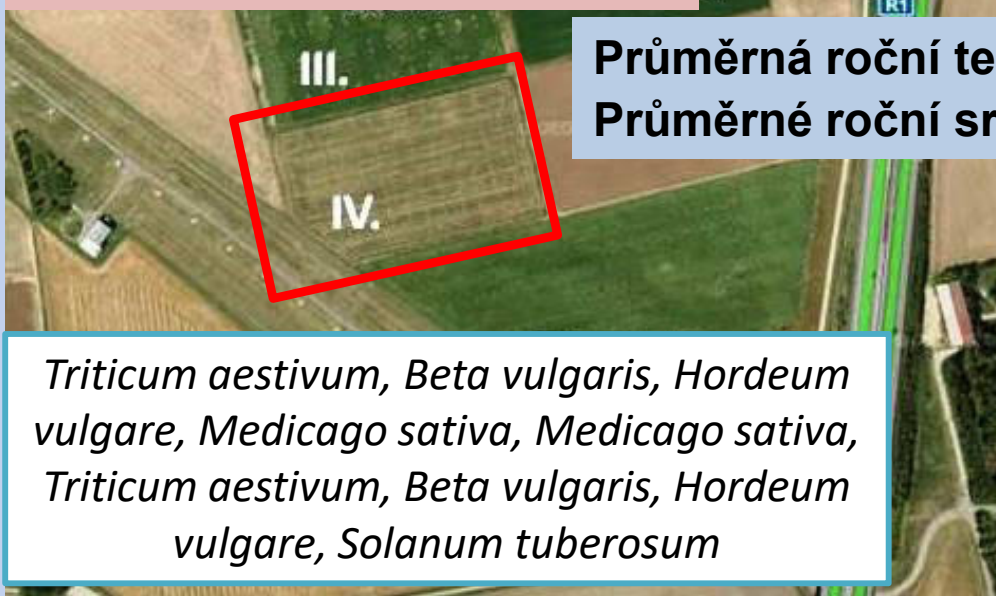 R1
III.
Průměrná roční te
Průměrné roční sr
IV.
Triticum aestivum, Beta vulgaris, Hordeum
vulgare, Medicago sativa, Medicago sativa,
Triticum aestivum, Beta vulgaris, Hordeum
vulgare, Solanum tuberosum